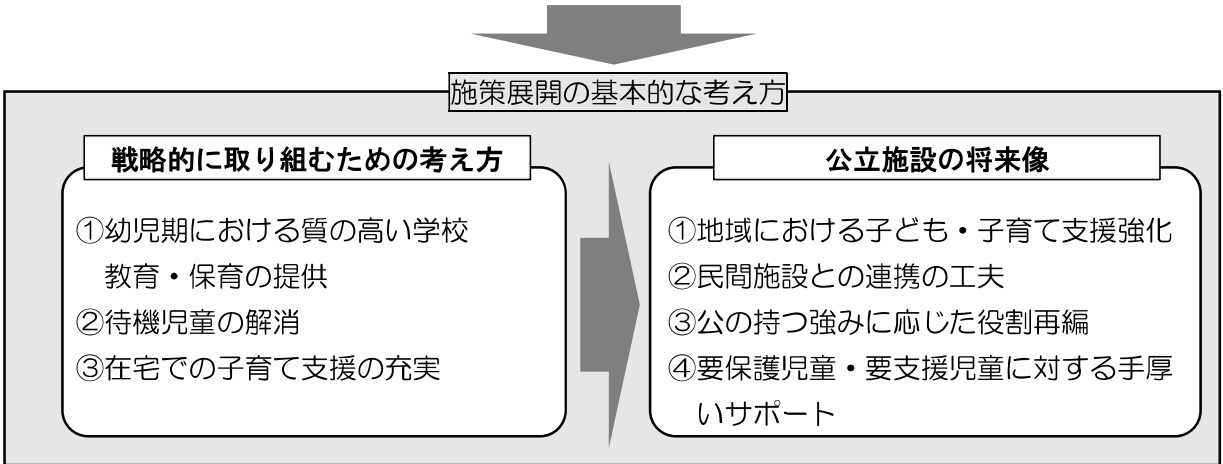 施策展開の基本的な考え方
戦略的に取り組むための考え方
①幼児期における質の高い学校
教育・保育の提供
②待機児童の解消
③在宅での子育て支援の充実
公立施設の将来像
①地域における子ども・子育て支援強化
②民間施設との連携の工夫
③公の持つ強みに応じた役割再編
④要保護児童・要支援児童に対する手厚
いサポート